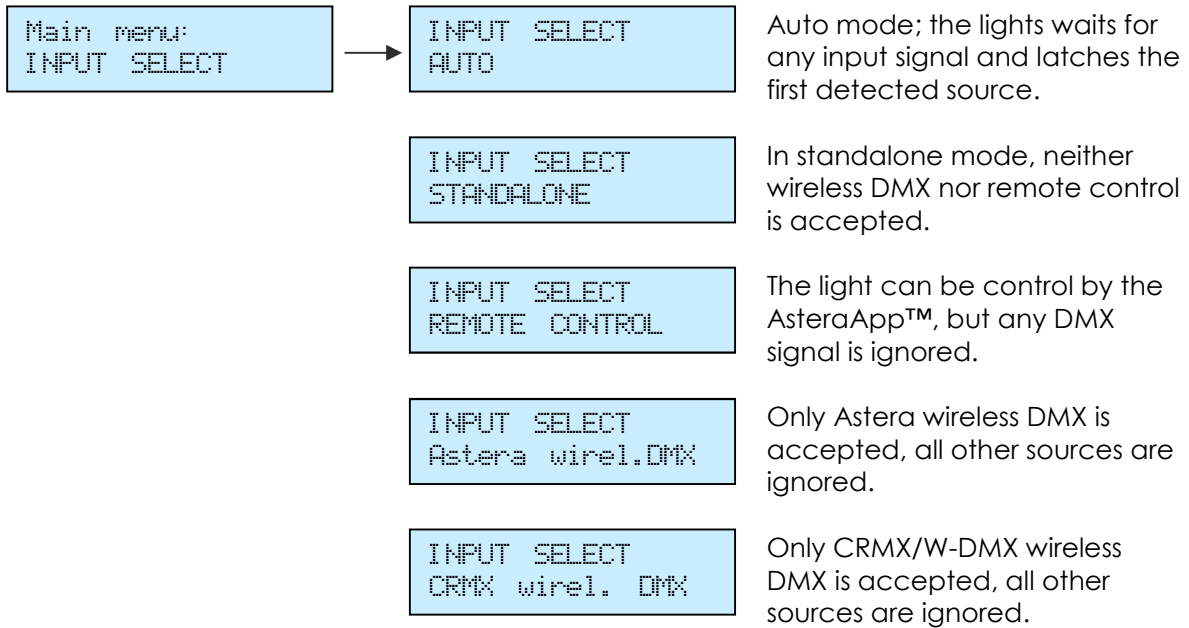 Main menu:
INPUT SELECT
INPUT SELECT
AUTO
Auto mode; the lights waits for
any input signal and latches the
first detected source.
INPUT SELECT
STANDALONE
In standalone mode, neither
wireless DMX nor remote control
is accepted.
INPUT SELECT
REMOTE CONTROL
The light can be control by the
AsteraApp™, but any DMX
signal is ignored.
INPUT SELECT
Astera wirel.DMX
Only Astera wireless DMX is
accepted, all other sources are
ignored.
INPUT SELECT
CRMX wirel. DMX
Only CRMX/W-DMX wireless
DMX is accepted, all other
sources are ignored.